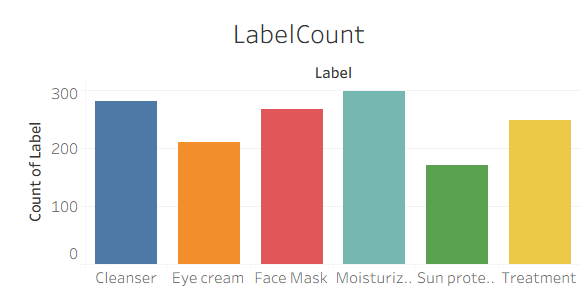 LabelCount
Label
Count of Label
300
200
100
0
Cleanser Eye cream Face Mask Moisturiz.. Sun prote.. Treatment